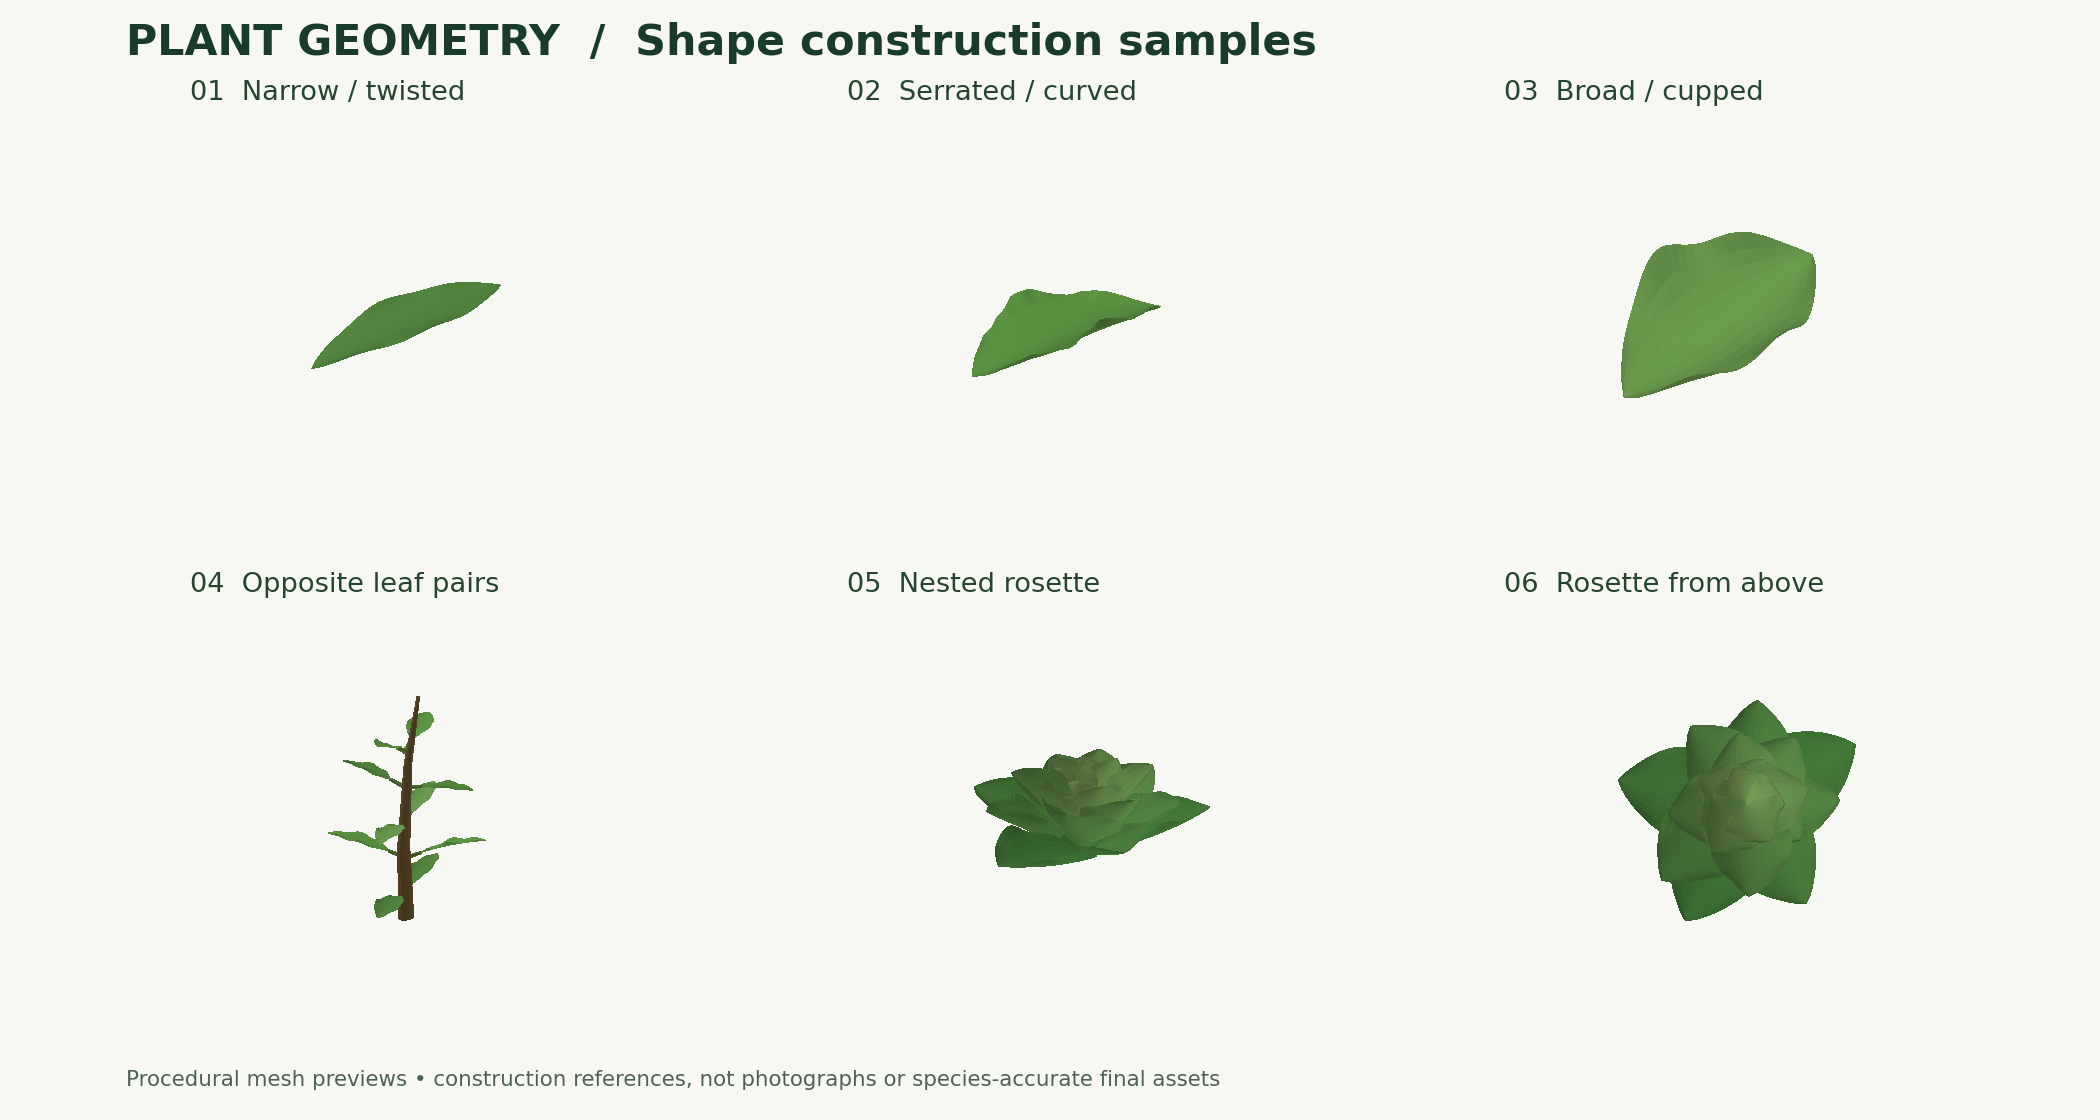 PLANT GEOMETRY / Shape construction samples
01 Narrow / twisted
02 Serrated / curved
03 Broad / cupped
04 Opposite leaf pairs
05 Nested rosette
06 Rosette from above
Procedural mesh previews • construction references, not photographs or species-accurate final assets